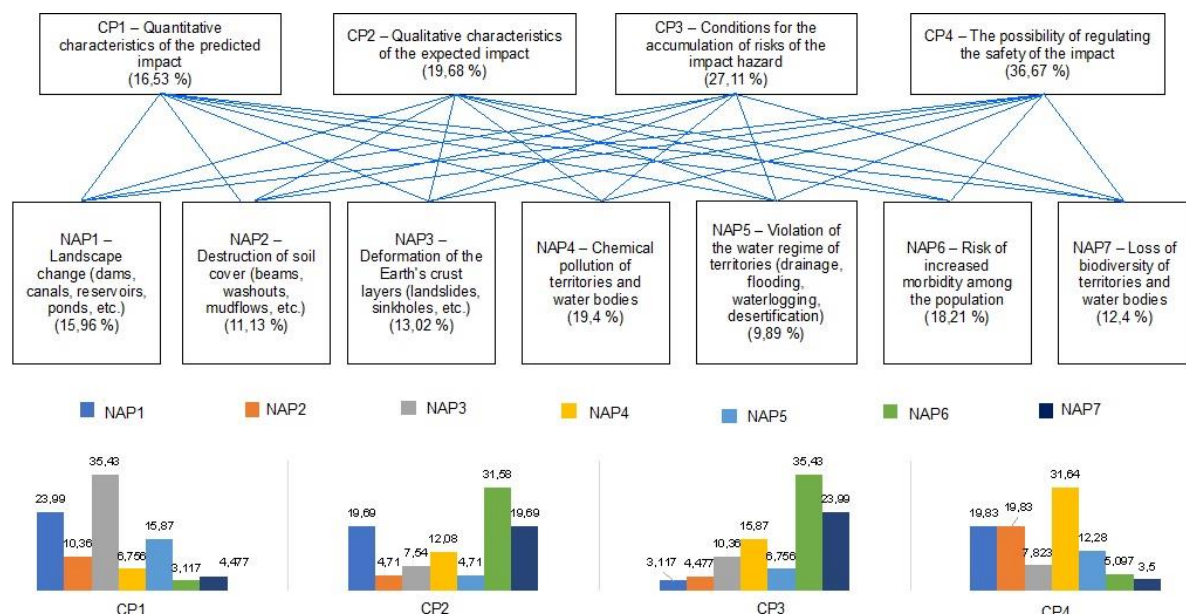 CP1 – Quantitative
characteristics of the predicted
impact
(16,53 %)
CP2 – Qualitative characteristics
of the expected impact
(19,68 %)
CP3 – Conditions for the
accumulation of risks of the
impact hazard
(27,11 %)
CP4 – The possibility of regulating
the safety of the impact
(36,67 %)
NAP1 –
Landscape
change (dams,
canals, reservoirs,
ponds, etc.)
(15,96 %)
NAP2 –
Destruction of soil
cover (beams,
washouts,
mudflows, etc.)
(11,13 %)
NAP3 –
Deformation of the
Earth's crust
layers (landslides,
sinkholes, etc.)
(13,02 %)
NAP4 – Chemical
pollution of
territories and
water bodies
(19,4 %)
NAP5 – Violation of
the water regime of
territories (drainage,
flooding,
waterlogging,
desertification)
(9,89 %)
NAP6 – Risk of
increased
morbidity among
the population
(18,21 %)
NAP7 – Loss of
biodiversity of
territories and
water bodies
(12,4 %)
NAP1
NAP2
NAP3
NAP4
NAP5
NAP6
NAP7
23,99
10,36
35,43
6,756
15,87
3,117
4,477
CP1
19,69
4,71
7,54
12,08
4,71
31,58
19,69
CP2
3,117
4,477
10,36
15,87
6,756
35,43
23,99
CP3
19,83
19,83
7,823
31,64
12,28
5,097
3,5
CP4